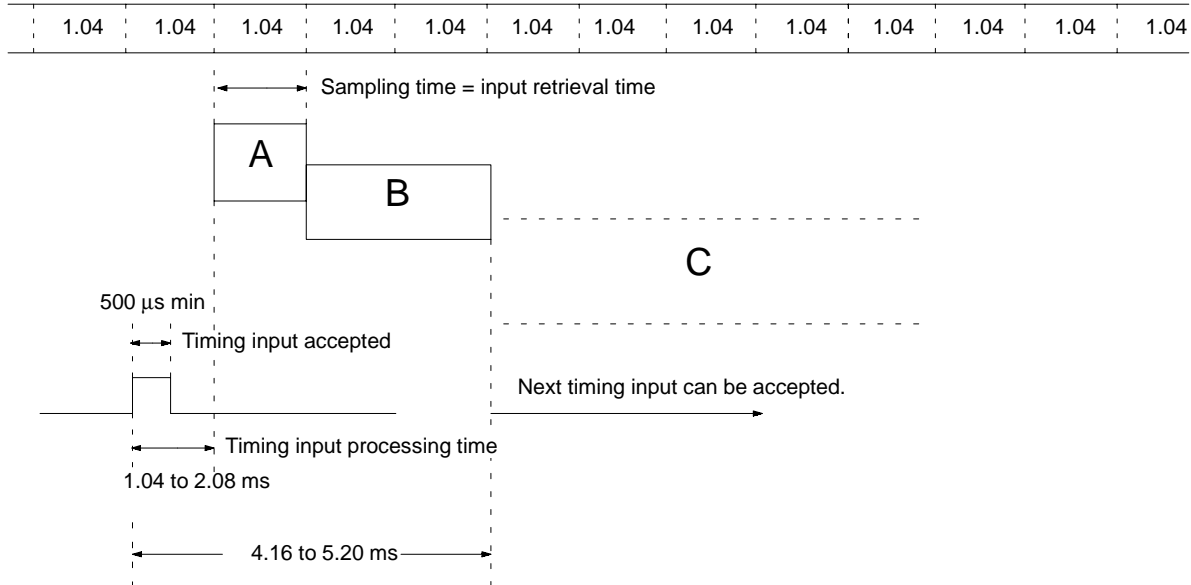 1.04 1.04 1.04 1.04 1.04 1.04 1.04 1.04 1.04 1.04 1.04 1.04 1.04
Sampling time = input retrieval time
A
B
C
500 μs min
Timing input accepted
Next timing input can be accepted.
Timing input processing time
1.04 to 2.08 ms
4.16 to 5.20 ms